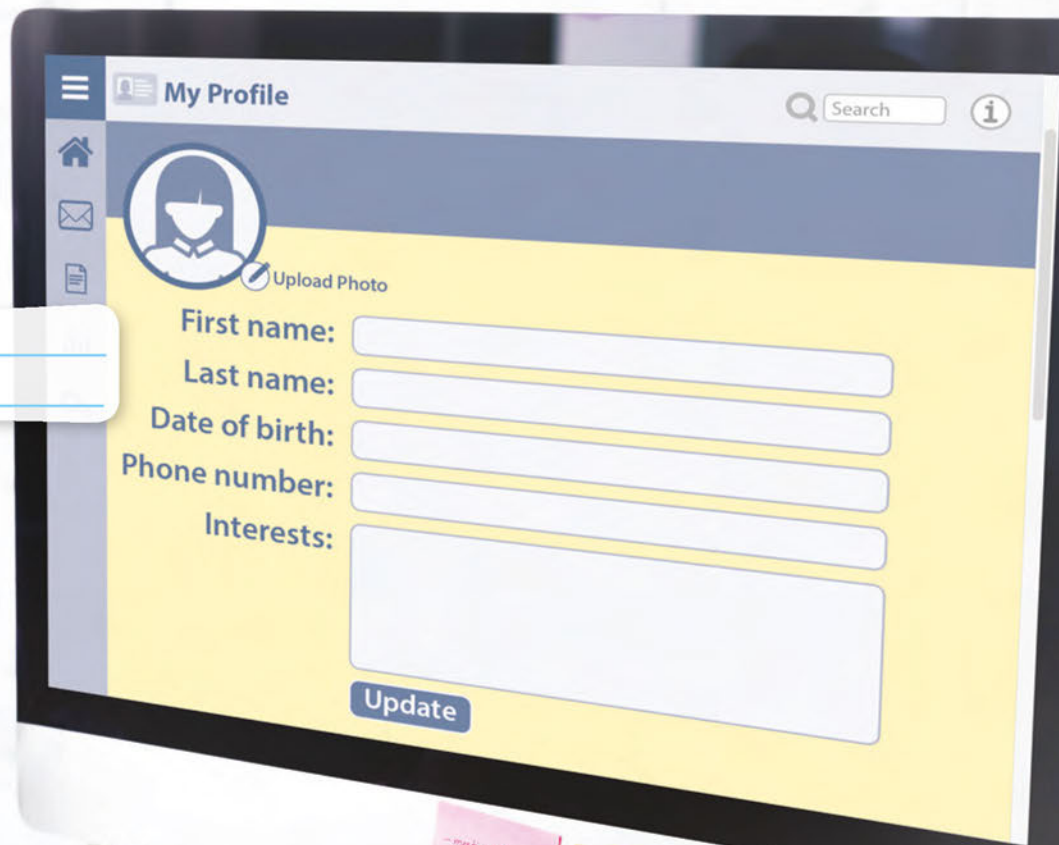 My Profile
Search
Upload Photo
First name:
Last name:
Date of birth:
Phone number:
Interests:
Update